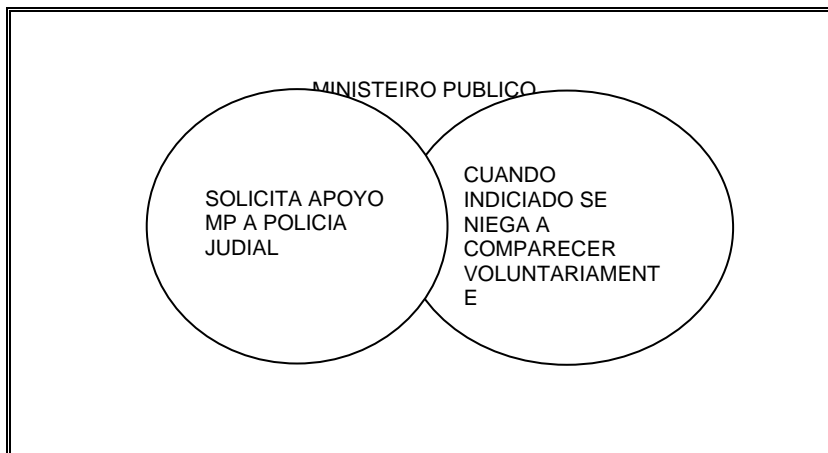 MINISTEIRO PUBLICO
SOLICITA APOYO
MP A POLICIA
JUDIAL
CUANDO
INDICIADO SE
NIEGA A
COMPARECER
VOLUNTARIAMENT
E